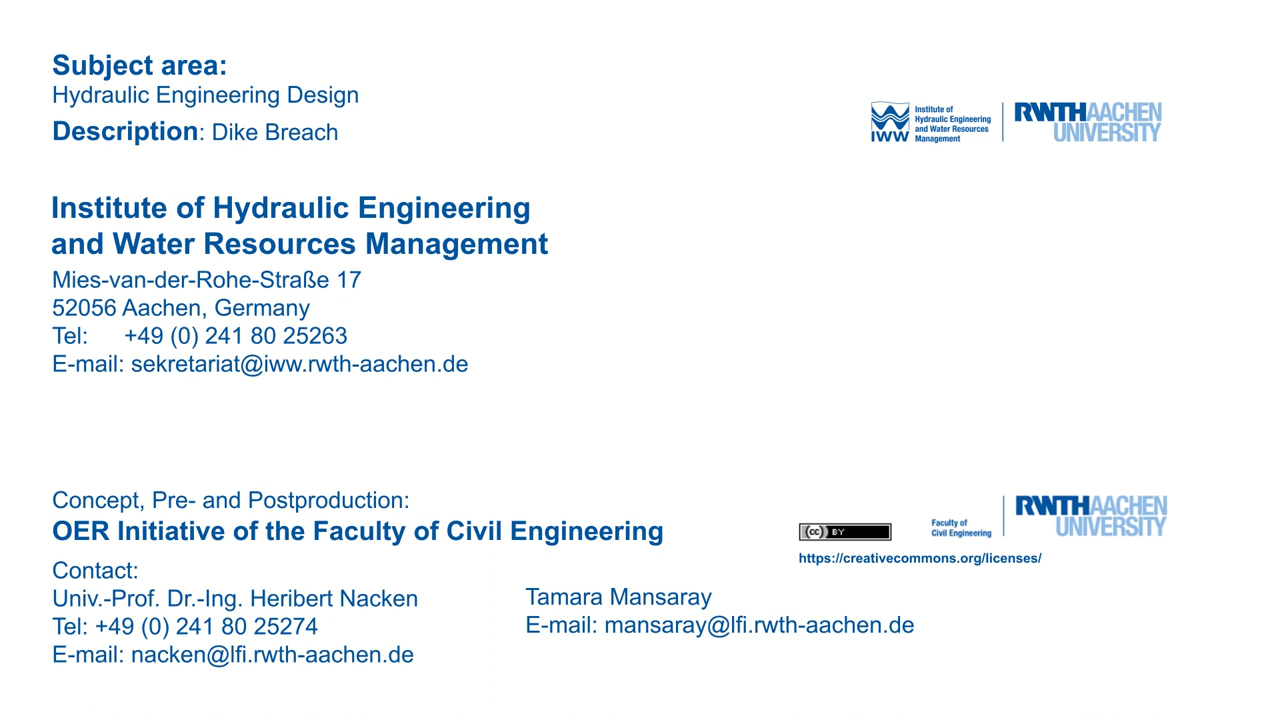 Subject area:
Hydraulic Engineering Design
Description: Dike Breach
IWW
Institute of
Hydraulic Engineering
and Water Resources
Management
RWTHAACHEN
UNIVERSITY
Institute of Hydraulic Engineering
and Water Resources Management
Mies-van-der-Rohe-Straße 17
52056 Aachen, Germany
Tel: +49 (0) 241 80 25263
E-mail: sekretariat@iww.rwth-aachen.de
Concept, Pre- and Postproduction:
OER Initiative of the Faculty of Civil Engineering
Contact:
Univ.-Prof. Dr.-Ing. Heribert Nacken
Tel: +49 (0) 241 80 25274
E-mail: nacken@lfi.rwth-aachen.de
Tamara Mansaray
E-mail: mansaray@lfi.rwth-aachen.de
cc BY
Faculty of
Civil Engineering
RWTHAACHEN
UNIVERSITY
https://creativecommons.org/licenses/